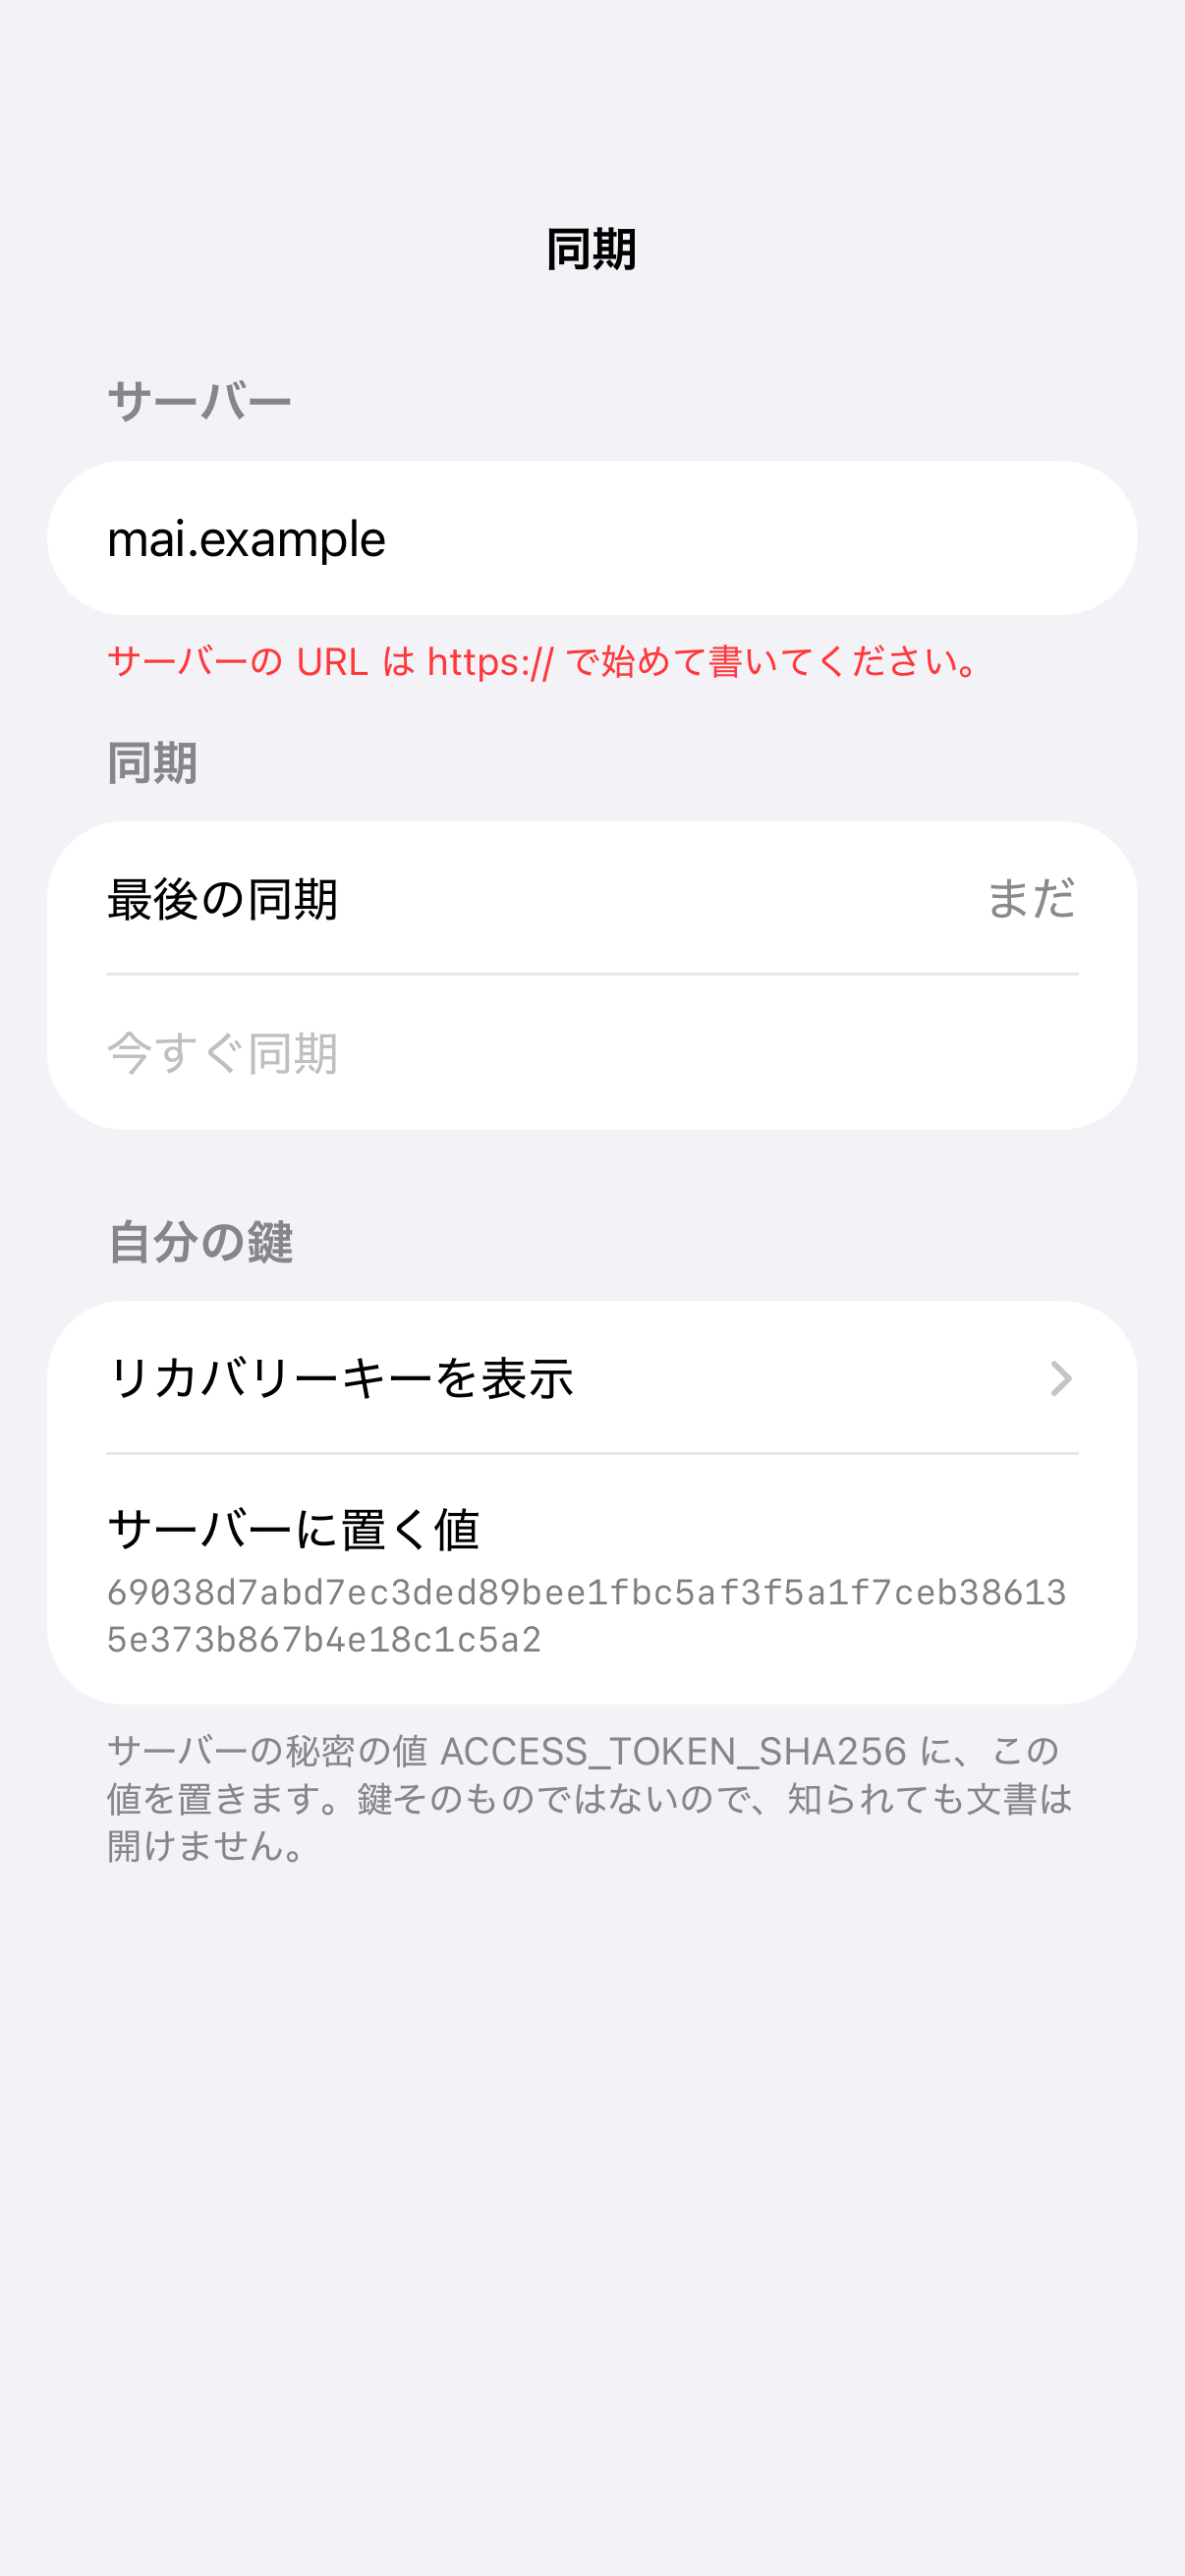 同期
サーバー
mai.example
サーバーの URL は https:// で始めて書いてください。
同期
最後の同期 まだ
今すぐ同期
自分の鍵
リカバリーキーを表示
サーバーに置く値
69038d7abd7ec3ded89bee1fbc5af3f5a1f7ceb38613
5e373b867b4e18c1c5a2
サーバーの秘密の値 ACCESS_TOKEN_SHA256 に、この
値を置きます。鍵そのものではないので、知られても文書は
開けません。